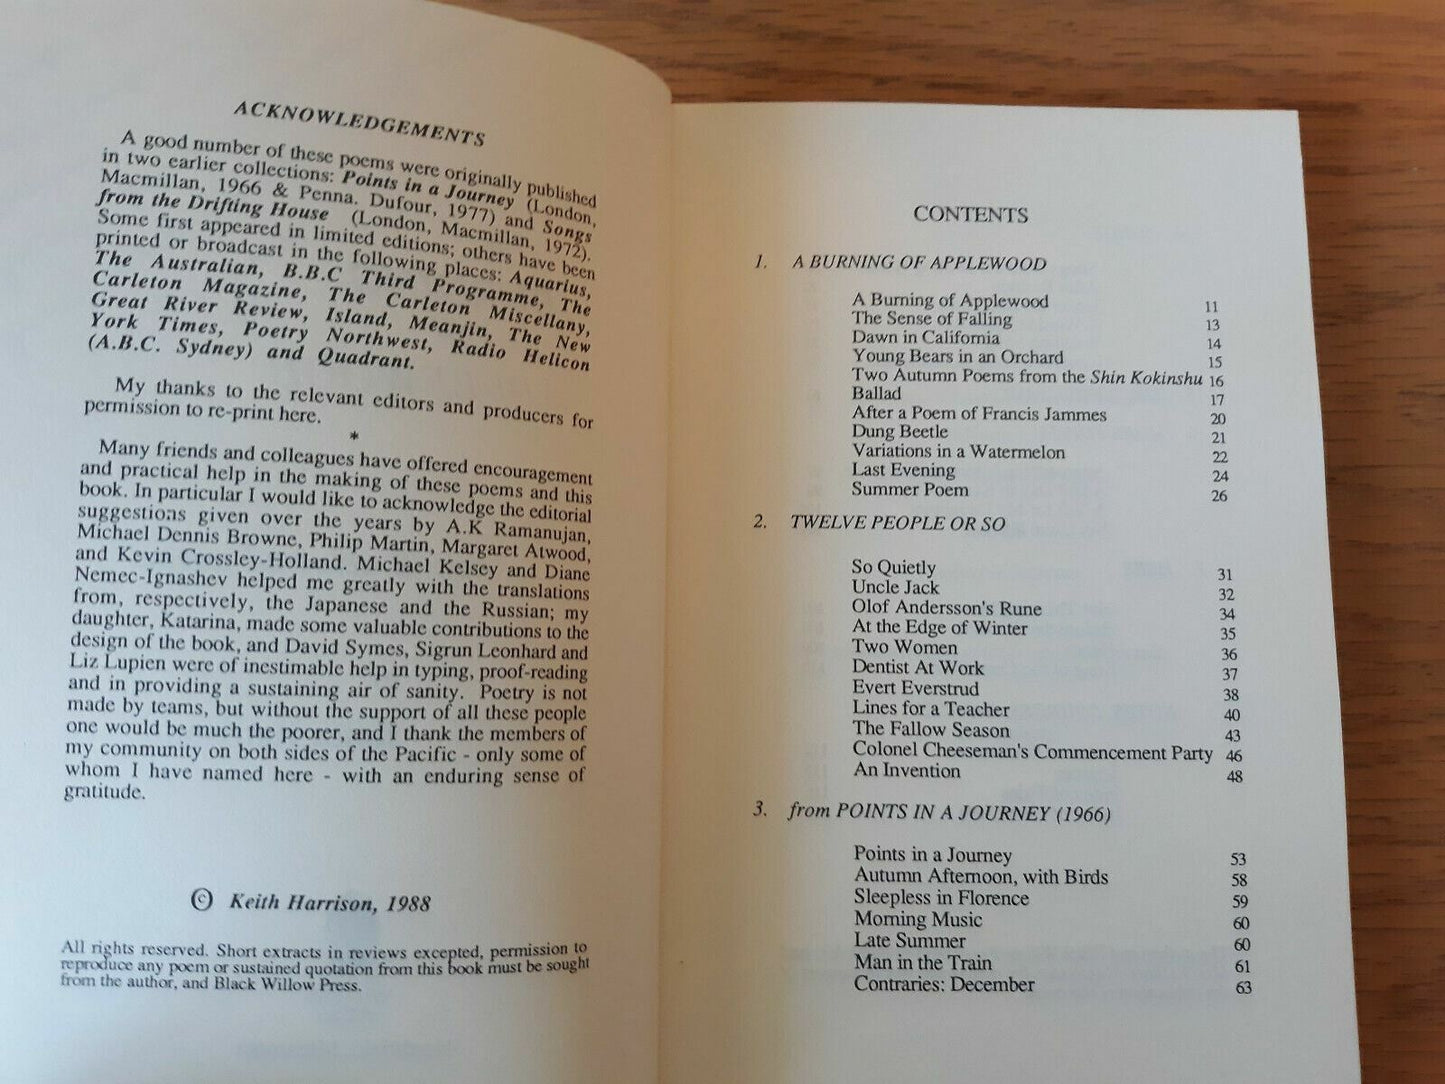 ACKNOWLEDGEMENTS
A good number of these poems were originally published
in two earlier collections: Points in a Journey (London,
Macmillan, 1966 & Penna. Dufour, 1977) and Songs
from the Drifting House (London, Macmillan, 1972).
Some first appeared in limited editions; others have been
printed or broadcast in the following places: Aquarius,
The Australian, B.B.C Third Programme, The
Carleton Magazine, The Carleton Miscellany,
Great River Review, Island, Meanjin, The New
York Times, Poetry Northwest, Radio Helicon
(A.B.C. Sydney) and Quadrant.
My thanks to the relevant editors and producers for
permission to re-print here.
*
Many friends and colleagues have offered encouragement
and practical help in the making of these poems and this
book. In particular I would like to acknowledge the editorial
suggestions given over the years by A.K Ramanujan,
Michael Dennis Browne, Philip Martin, Margaret Atwood,
and Kevin Crossley-Holland. Michael Kelsey and Diane
Nemec-Ignashev helped me greatly with the translations
from, respectively, the Japanese and the Russian; my
daughter, Katarina, made some valuable contributions to the
design of the book, and David Symes, Sigrun Leonhard and
Liz Lupien were of inestimable help in typing, proof-reading
and in providing a sustaining air of sanity. Poetry is not
made by teams, but without the support of all these people
one would be much the poorer, and I thank the members of
my community on both sides of the Pacific - only some of
whom I have named here - with an enduring sense of
gratitude.
© Keith Harrison, 1988
All rights reserved. Short extracts in reviews excepted, permission to
reproduce any poem or sustained quotation from this book must be sought
from the author, and Black Willow Press.
CONTENTS
1. A BURNING OF APPLEWOOD
A Burning of Applewood 11
The Sense of Falling 13
Dawn in California 14
Young Bears in an Orchard 15
Two Autumn Poems from the Shin Kokinshu 16
Ballad 17
After a Poem of Francis Jammes 20
Dung Beetle 21
Variations in a Watermelon 22
Last Evening 24
Summer Poem 26
2. TWELVE PEOPLE OR SO
So Quietly 31
Uncle Jack 32
Olof Andersson's Rune 34
At the Edge of Winter 35
Two Women 36
Dentist At Work 37
Evert Everstrud 38
Lines for a Teacher 40
The Fallow Season 43
Colonel Cheeseman's Commencement Party 46
An Invention 48
3. from POINTS IN A JOURNEY (1966)
Points in a Journey 53
Autumn Afternoon, with Birds 58
Sleepless in Florence 59
Morning Music 60
Late Summer 60
Man in the Train 61
Contraries: December 63